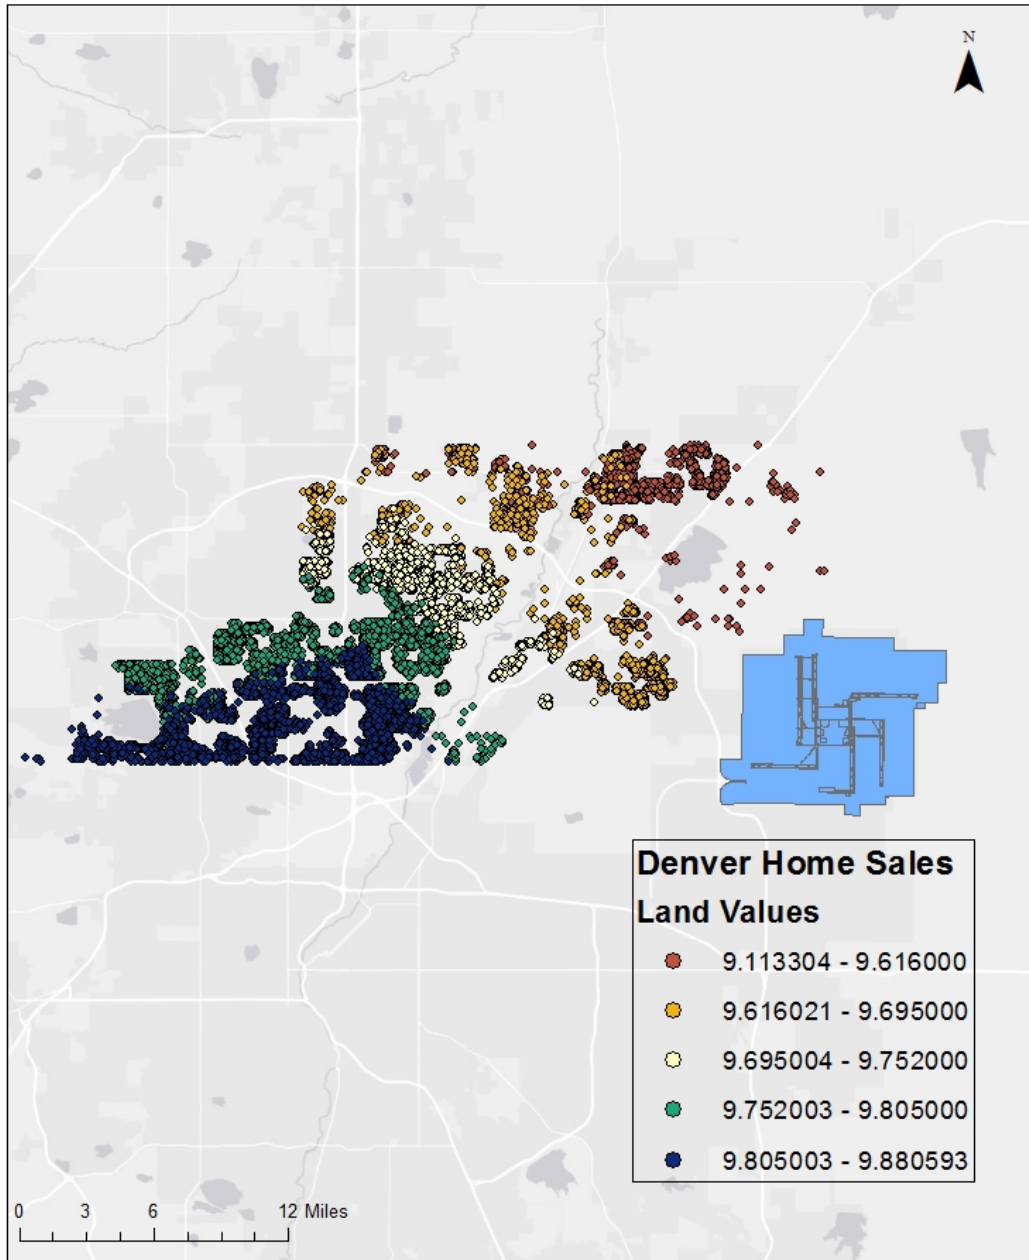 N
Denver Home Sales
Land Values
9.113304 - 9.616000
9.616021 - 9.695000
9.695004 - 9.752000
9.752003 - 9.805000
9.805003 - 9.880593
0 3 6 12 Miles